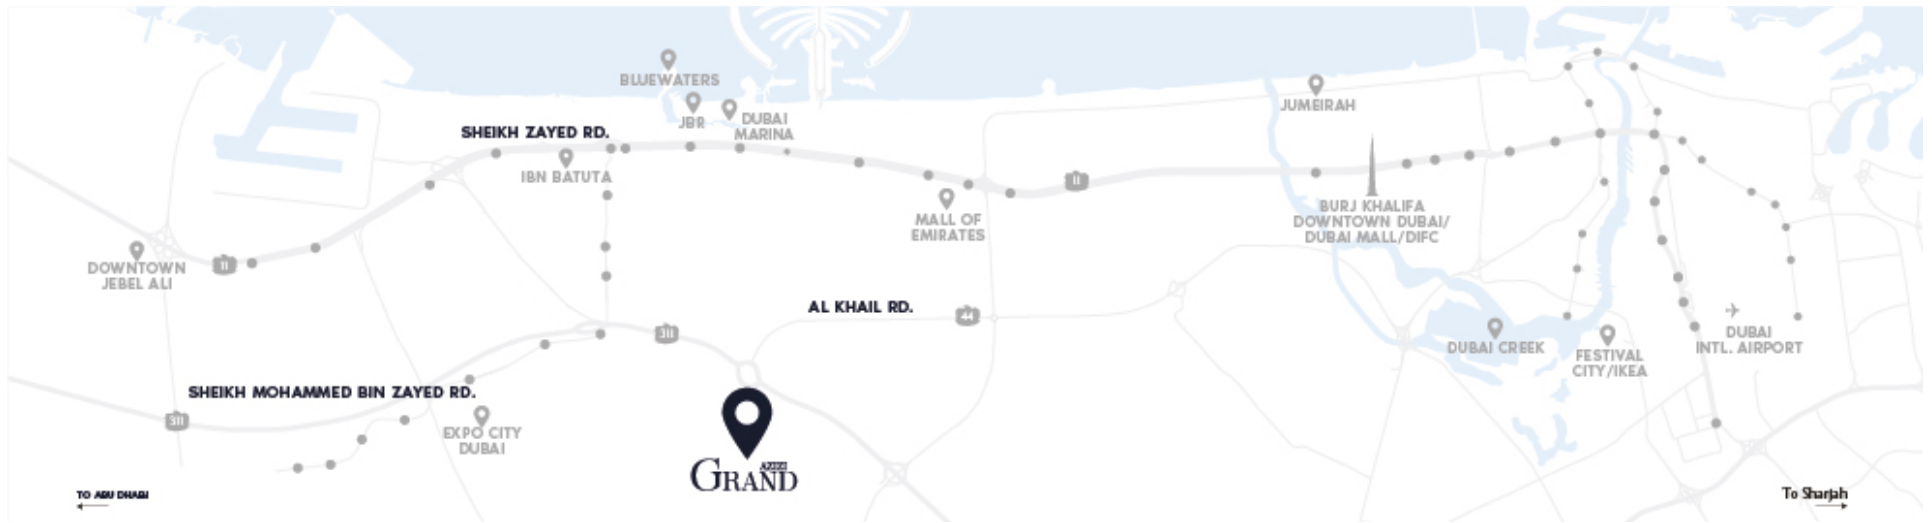 BLUEWATERS
JBR
DUBAI
MARINA
JUMEIRAH
SHEIKH ZAYED RD.
IBN BATUTA
11
MALL OF
EMIRATES
BURJ KHALIFA
DOWNTOWN DUBAI/
DUBAI MALL/DIFC
DOWNTOWN
JEBEL ALI
11
AL KHAIL RD.
44
311
DUBAI CREEK
FESTIVAL
CITY/IKEA
DUBAI
INTL. AIRPORT
SHEIKH MOHAMMED BIN ZAYED RD.
311
EXPO CITY
DUBAI
AZIZI
GRAND
TO ABU DHABI
To Sharjah